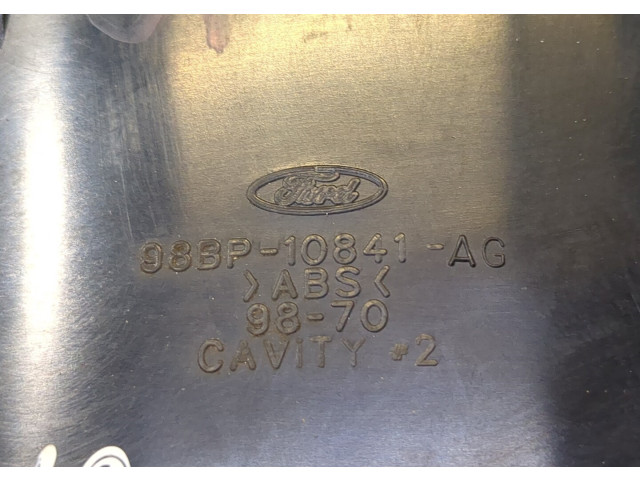 Ford
98BP-10841-AG
>ABS<
98-70
CAVITY #2